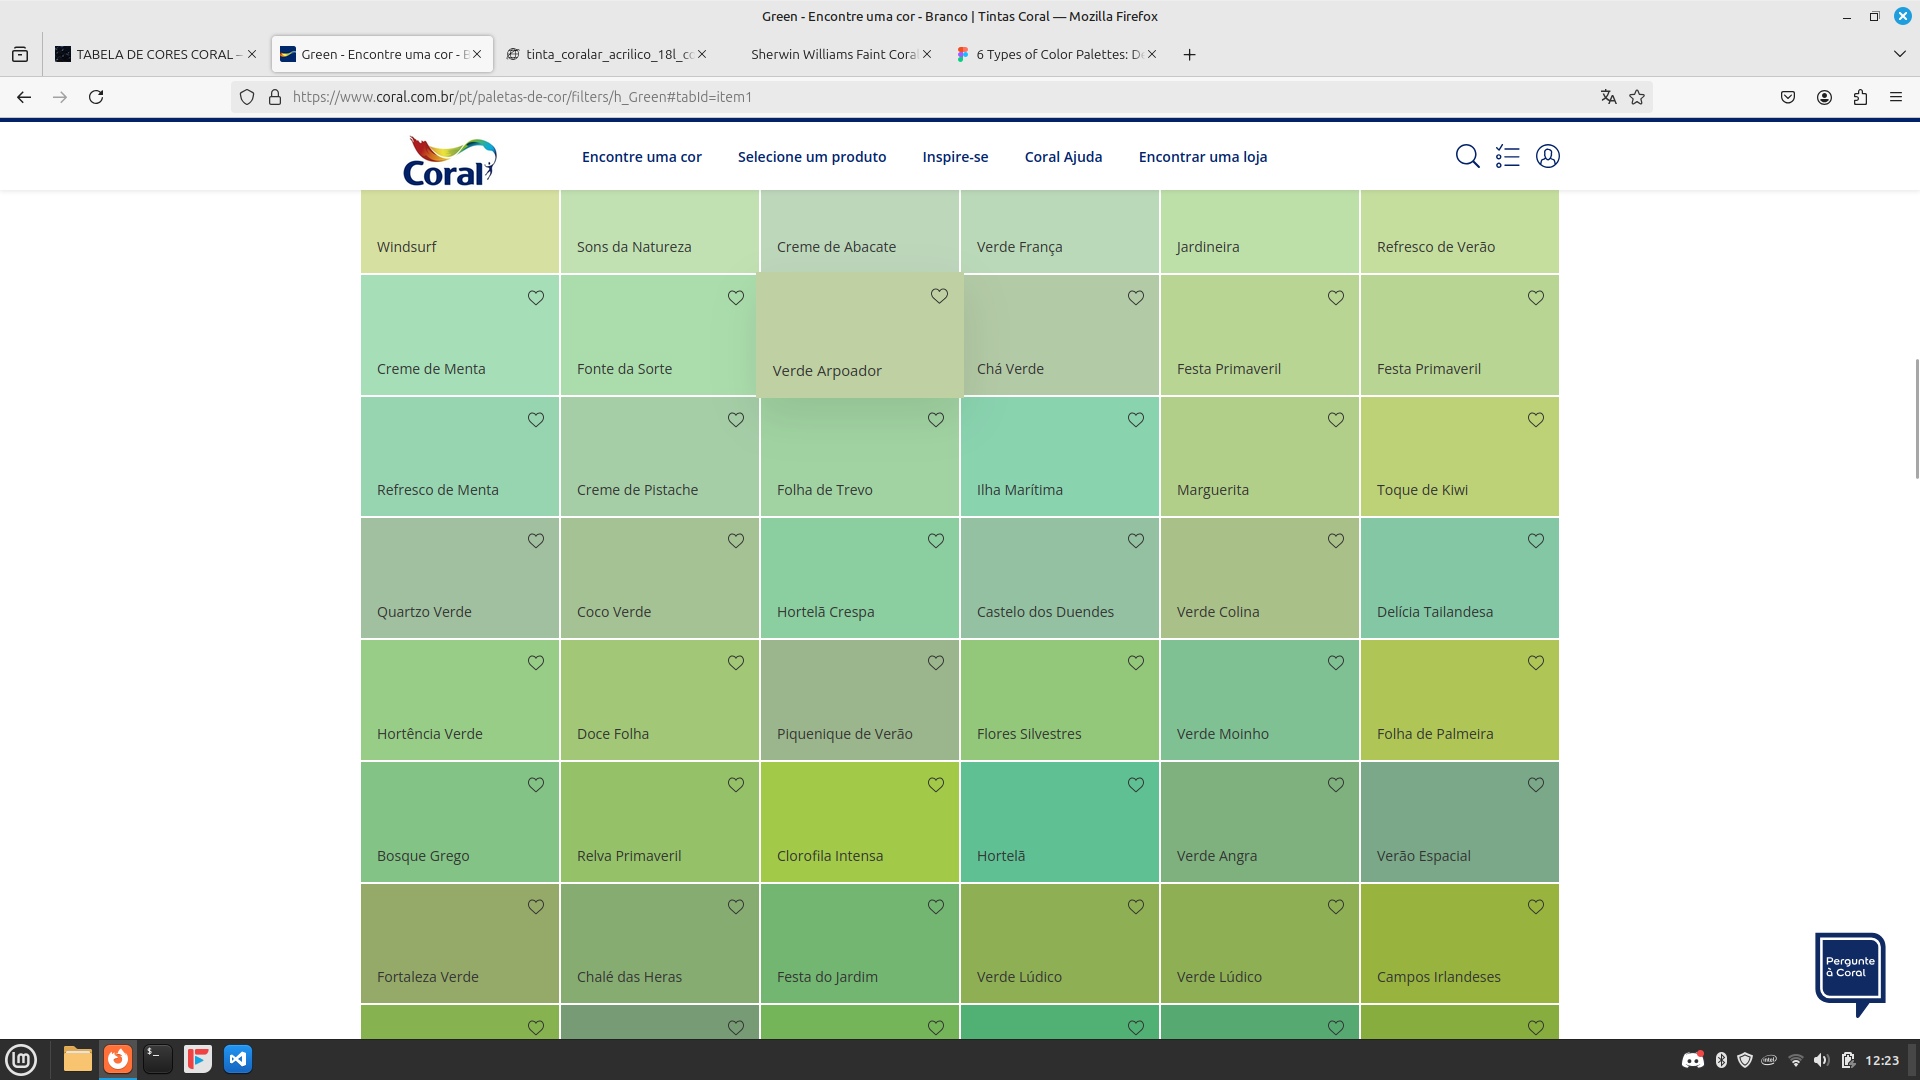 Green - Encontre uma cor - Branco | Tintas Coral — Mozilla Firefox
TABELA DE CORES CORAL –
Green - Encontre uma cor - B
tinta_coralar_acrilico_18l_co
Sherwin Williams Faint Coral
6 Types of Color Palettes: De
https://www.coral.com.br/pt/paletas-de-cor/filters/h_Green#tabId=item1
Coral
Encontre uma cor
Selecione um produto
Inspire-se
Coral Ajuda
Encontrar uma loja
Windsurf
Sons da Natureza
Creme de Abacate
Verde França
Jardineira
Refresco de Verão
Creme de Menta
Fonte da Sorte
Verde Arpoador
Chá Verde
Festa Primaveril
Festa Primaveril
Refresco de Menta
Creme de Pistache
Folha de Trevo
Ilha Marítima
Marguerita
Toque de Kiwi
Quartzo Verde
Coco Verde
Hortelã Crespa
Castelo dos Duendes
Verde Colina
Delícia Tailandesa
Hortência Verde
Doce Folha
Piquenique de Verão
Flores Silvestres
Verde Moinho
Folha de Palmeira
Bosque Grego
Relva Primaveril
Clorofila Intensa
Hortelã
Verde Angra
Verão Espacial
Fortaleza Verde
Chalé das Heras
Festa do Jardim
Verde Lúdico
Verde Lúdico
Campos Irlandeses
Pergunte
à Coral
12:23